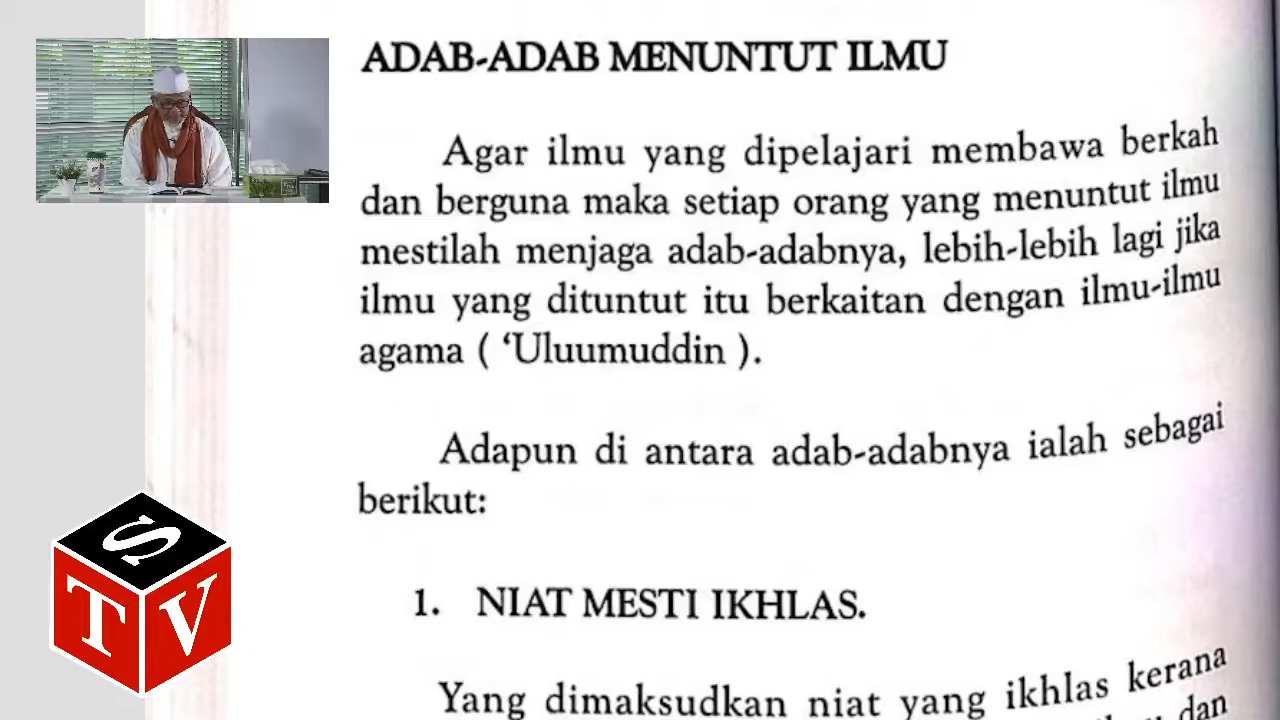 ADAB-ADAB MENUNTUT ILMU
Agar ilmu yang dipelajari membawa berkah
dan berguna maka setiap orang yang menuntut ilmu
mestilah menjaga adab-adabnya, lebih-lebih lagi jika
ilmu yang dituntut itu berkaitan dengan ilmu-ilmu
agama ( ‘Uluumuddin ).
Adapun di antara adab-adabnya ialah sebagai
berikut:
1. NIAT MESTI IKHLAS.
Yang dimaksudkan niat yang ikhlas kerana
dan
S
T V